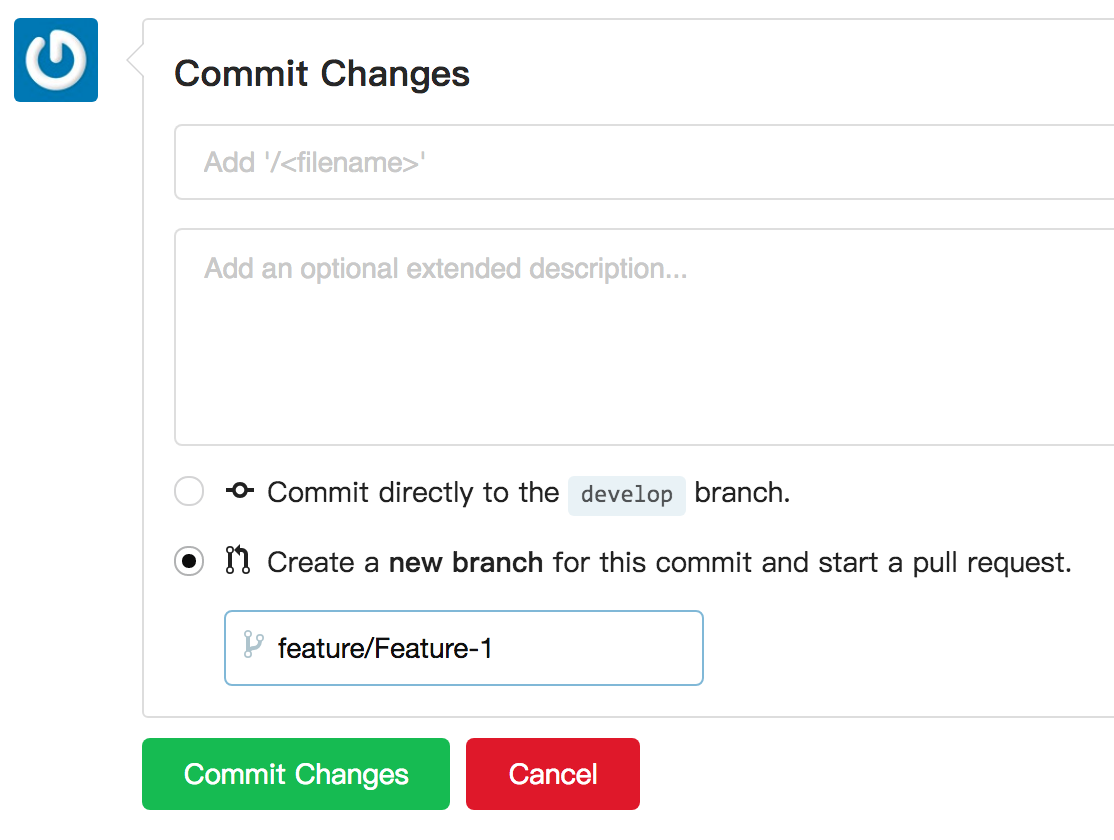 Commit Changes
Add '/<filename>'
Add an optional extended description...
Commit directly to the develop branch.
Create a new branch for this commit and start a pull request.
feature/Feature-1
Commit Changes
Cancel